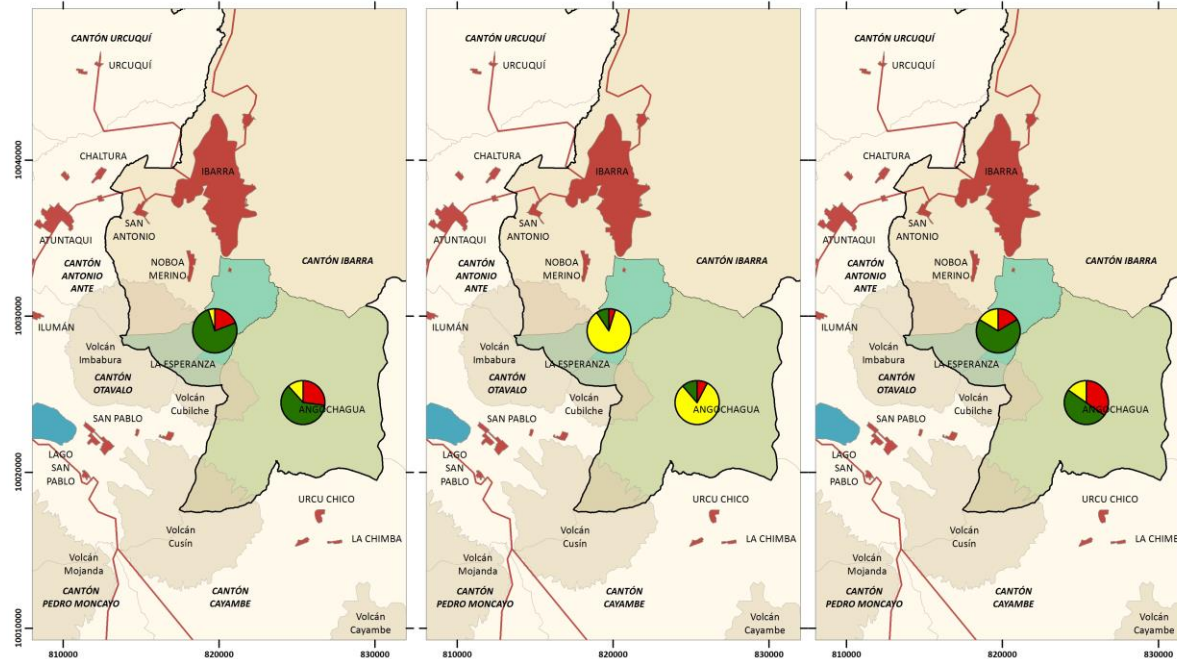 CANTÓN URCUQUÍ
URCUQUÍ
CHALTURA
IBARRA
SAN
ANTONIO
ATUNTAQUI
CANTÓN
ANTONIO
ANTE
NOBOA
MERINO
CANTÓN IBARRA
ILUMÁN
Volcán
Imbabura
LA ESPERANZA
CANTÓN
OTAVALO
Volcán
Cubilche
ANGOCHAGUA
SAN PABLO
LAGO
SAN
PABLO
URCU CHICO
Volcán
Cusín
LA CHIMBA
Volcán
Mojanda
CANTÓN
PEDRO MONCAYO
CANTÓN
CAYAMBE
Volcán
Cayambe
10040000
10030000
10020000
10010000
810000
820000
830000
CANTÓN URCUQUÍ
URCUQUÍ
CHALTURA
IBARRA
SAN
ANTONIO
ATUNTAQUI
CANTÓN
ANTONIO
ANTE
NOBOA
MERINO
CANTÓN IBARRA
ILUMÁN
Volcán
Imbabura
LA ESPERANZA
CANTÓN
OTAVALO
Volcán
Cubilche
ANGOCHAGUA
SAN PABLO
LAGO
SAN
PABLO
URCU CHICO
Volcán
Cusín
LA CHIMBA
Volcán
Mojanda
CANTÓN
PEDRO MONCAYO
CANTÓN
CAYAMBE
Volcán
Cayambe
810000
820000
830000
CANTÓN URCUQUÍ
URCUQUÍ
CHALTURA
IBARRA
SAN
ANTONIO
ATUNTAQUI
CANTÓN
ANTONIO
ANTE
NOBOA
MERINO
CANTÓN IBARRA
ILUMÁN
Volcán
Imbabura
LA ESPERANZA
CANTÓN
OTAVALO
Volcán
Cubilche
ANGOCHAGUA
SAN PABLO
LAGO
SAN
PABLO
URCU CHICO
Volcán
Cusín
LA CHIMBA
Volcán
Mojanda
CANTÓN
PEDRO MONCAYO
CANTÓN
CAYAMBE
Volcán
Cayambe
810000
820000
830000